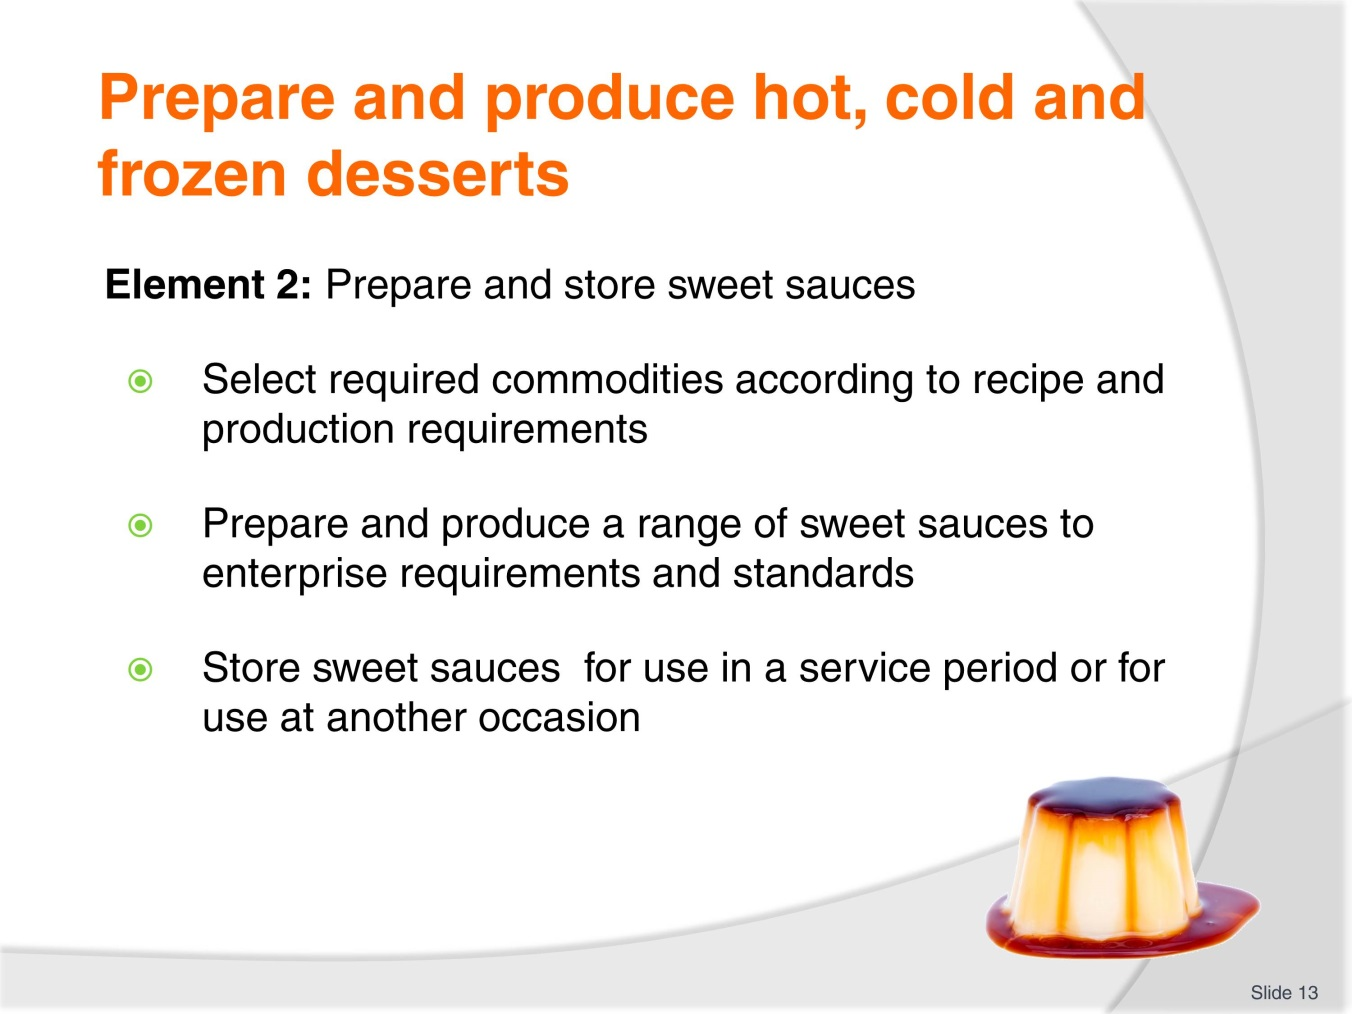 Prepare and produce hot, cold and
frozen desserts
Element 2: Prepare and store sweet sauces
Select required commodities according to recipe and
production requirements
Prepare and produce a range of sweet sauces to
enterprise requirements and standards
Store sweet sauces  for use in a service period or for
use at another occasion
Slide 13